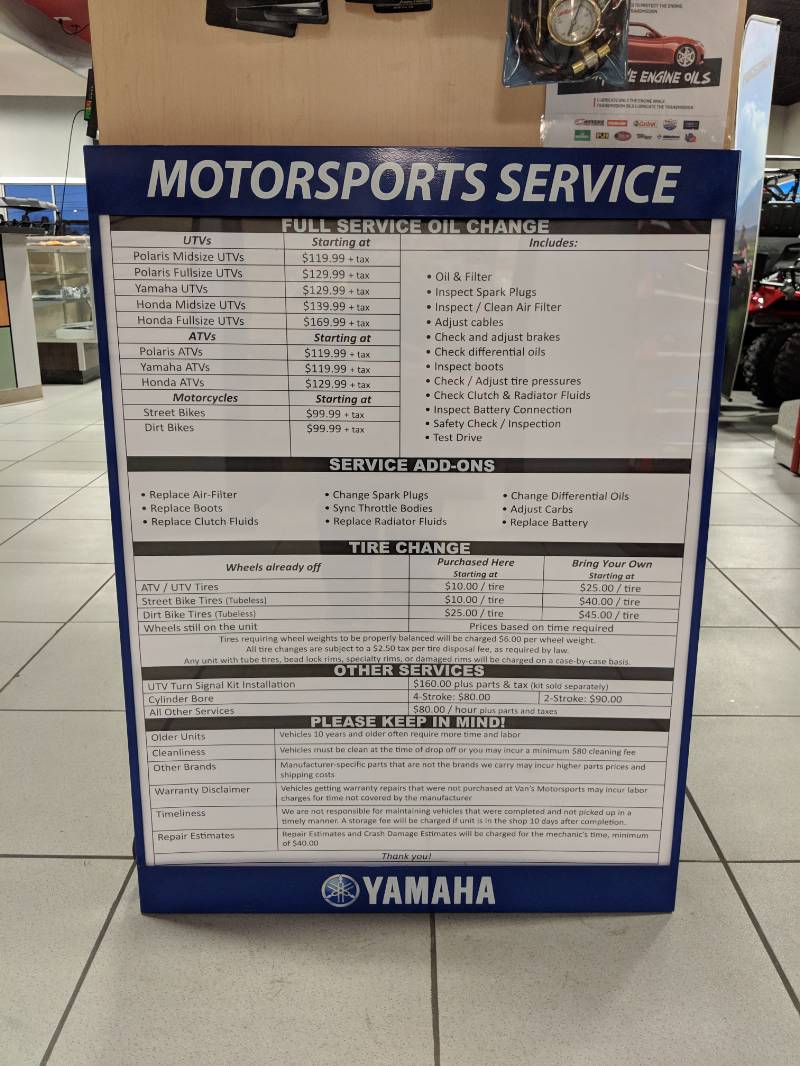 TO PROTECT THE ENGINE
TRANSMISSION
E ENGINE OILS
Castrol
MOTORSPORTS SERVICE
FULL SERVICE OIL CHANGE
UTVs Starting at Includes:
Polaris Midsize UTVs $119.99 + tax
Polaris Fullsize UTVs $129.99 + tax
Yamaha UTVs $129.99 + tax
Honda Midsize UTVs $139.99 + tax
Honda Fullsize UTVs $169.99 + tax
ATVs Starting at
Polaris ATVs $119.99 + tax
Yamaha ATVs $119.99 + tax
Honda ATVs $129.99 + tax
Motorcycles Starting at
Street Bikes $99.99 + tax
Dirt Bikes $99.99 + tax
• Oil & Filter
• Inspect Spark Plugs
• Inspect / Clean Air Filter
• Adjust cables
• Check and adjust brakes
• Check differential oils
• Inspect boots
• Check / Adjust tire pressures
• Check Clutch & Radiator Fluids
• Inspect Battery Connection
• Safety Check / Inspection
• Test Drive
SERVICE ADD-ONS
• Replace Air-Filter • Change Spark Plugs • Change Differential Oils
• Replace Boots • Sync Throttle Bodies • Adjust Carbs
• Replace Clutch Fluids • Replace Radiator Fluids • Replace Battery
TIRE CHANGE
Wheels already off Purchased Here Starting at Bring Your Own Starting at
ATV / UTV Tires $10.00 / tire $25.00 / tire
Street Bike Tires (Tubeless) $10.00 / tire $40.00 / tire
Dirt Bike Tires (Tubeless) $25.00 / tire $45.00 / tire
Wheels still on the unit Prices based on time required
Tires requiring wheel weights to be properly balanced will be charged $6.00 per wheel weight.
All tire changes are subject to a $2.50 tax per tire disposal fee, as required by law.
Any unit with tube tires, bead lock rims, specialty rims, or damaged rims will be charged on a case-by-case basis.
OTHER SERVICES
UTV Turn Signal Kit Installation $160.00 plus parts & tax (kit sold separately)
Cylinder Bore 4-Stroke: $80.00 2-Stroke: $90.00
All Other Services $80.00 / hour plus parts and taxes
PLEASE KEEP IN MIND!
Older Units Vehicles 10 years and older often require more time and labor
Cleanliness Vehicles must be clean at the time of drop off or you may incur a minimum $80 cleaning fee
Other Brands Manufacturer-specific parts that are not the brands we carry may incur higher parts prices and
shipping costs
Warranty Disclaimer Vehicles getting warranty repairs that were not purchased at Van's Motorsports may incur labor
charges for time not covered by the manufacturer
Timeliness We are not responsible for maintaining vehicles that were completed and not picked up in a
timely manner. A storage fee will be charged if unit is in the shop 10 days after completion.
Repair Estimates Repair Estimates and Crash Damage Estimates will be charged for the mechanic's time, minimum
of $40.00
Thank you!
YAMAHA